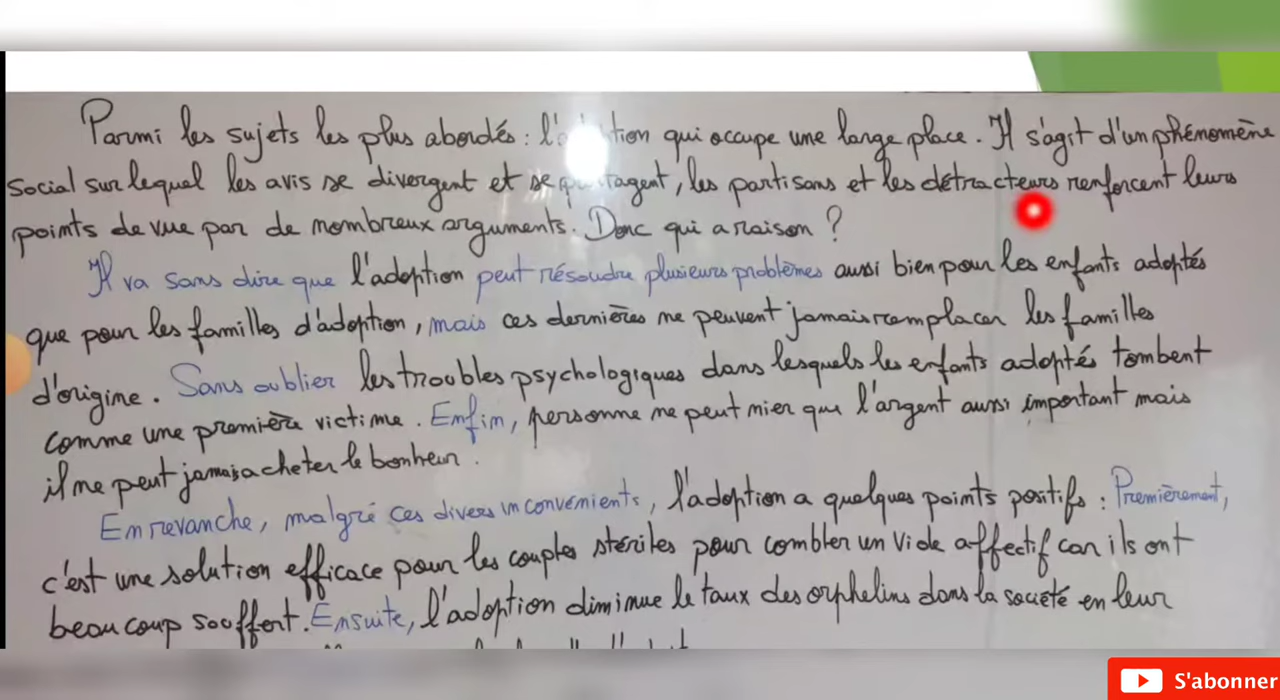 Parmi les sujets les plus abordés : qui occupe une large place. Il s'agit d'un phénomène
social sur lequel les avis se divergent et se, les partisans et les détracteurs renforcent leurs
points de vue par de nombreux arguments. Donc qui a raison ?
Il va sans dire que l'adoption peut résoudre plusieurs problèmes aussi bien pour les enfants adoptés
que pour les familles d'adoption, mais ces dernières ne peuvent jamais remplacer les familles
d'origine. Sans oublier les troubles psychologiques dans lesquels les enfants adoptés tombent
comme une première victime. Enfin, personne ne peut nier que l'argent aussi important mais
il ne peut jamais acheter le bonheur.
En revanche, malgré ces divers inconvénients, l'adoption a quelques points positifs : Premièrement,
c'est une solution efficace pour les couples stériles pour combler un vide affectif car ils ont
beaucoup souffert. Ensuite, l'adoption diminue le taux des orphelins dans la société en leur
S'abonner